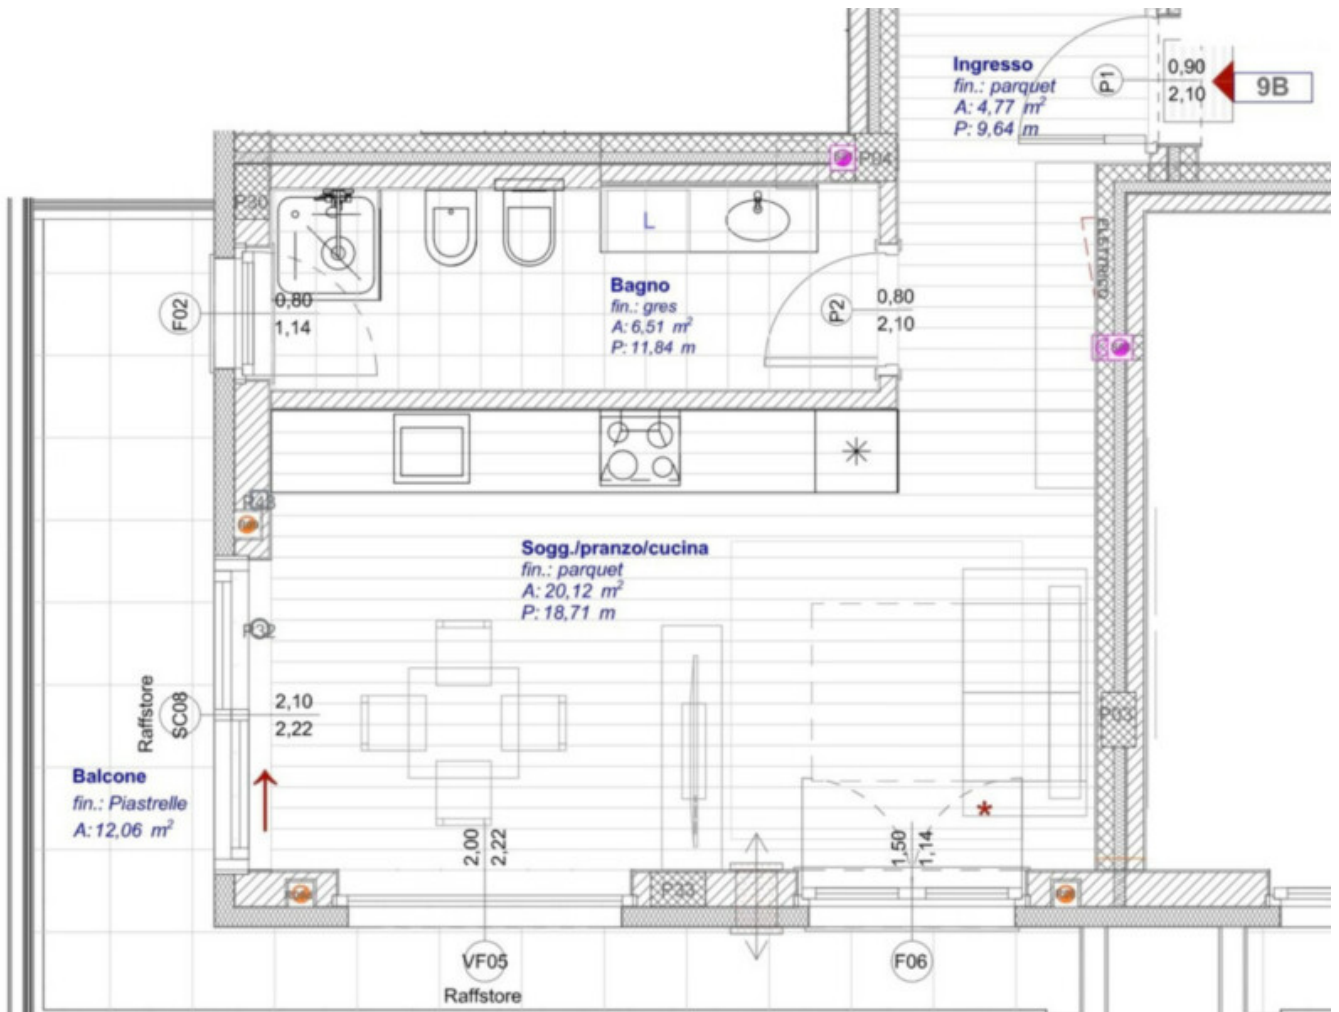 Ingresso
fin.: parquet
A: 4,77 m²
P: 9,64 m
P1
0,90
2,10
9B
P04
P30
L
ELETTRICO
Bagno
fin.: gres
A: 6,51 m²
P: 11,84 m
F02
0,80
1,14
P2
0,80
2,10
P43
Sogg./pranzo/cucina
fin.: parquet
A: 20,12 m²
P: 18,71 m
P32
Raffstore
SC08
2,10
2,22
P03
Balcone
fin.: Piastrelle
A: 12,06 m²
2,00
2,22
1,50
1,14
*
P33
VF05
Raffstore
F06